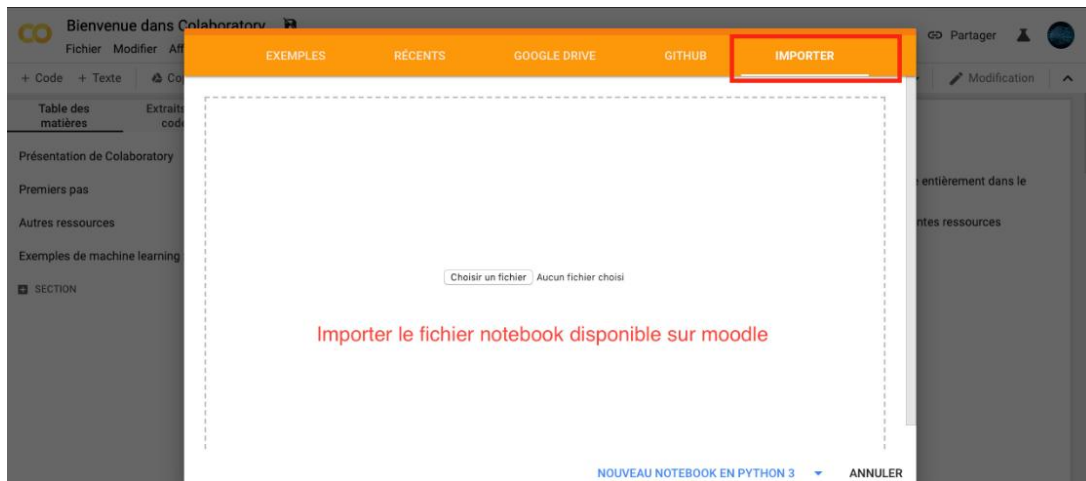 Bienvenue dans Colaboratory
Fichier Modifier Aff
Partager
EXEMPLES RÉCENTS GOOGLE DRIVE GITHUB IMPORTER
+ Code + Texte Co
Modification
Table des matières
Extraits code
Présentation de Colaboratory
Premiers pas
entièrement dans le
Autres ressources
ntes ressources
Exemples de machine learning
SECTION
Choisir un fichier Aucun fichier choisi
Importer le fichier notebook disponible sur moodle
NOUVEAU NOTEBOOK EN PYTHON 3 ANNULER